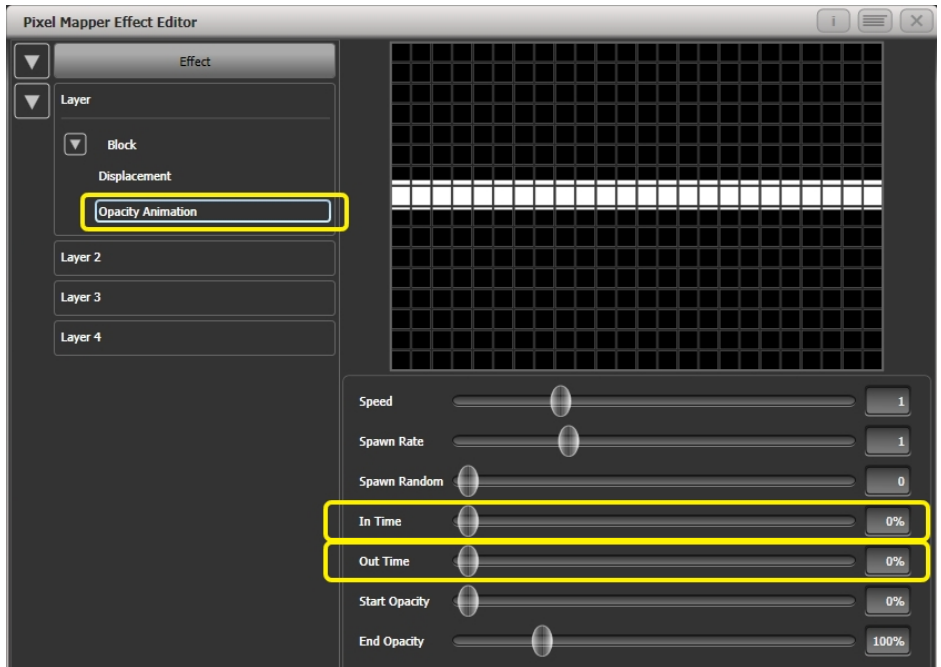 Pixel Mapper Effect Editor
i
Effect
Layer
Block
Displacement
Opacity Animation
Layer 2
Layer 3
Layer 4
Speed 1
Spawn Rate 1
Spawn Random 0
In Time 0%
Out Time 0%
Start Opacity 0%
End Opacity 100%